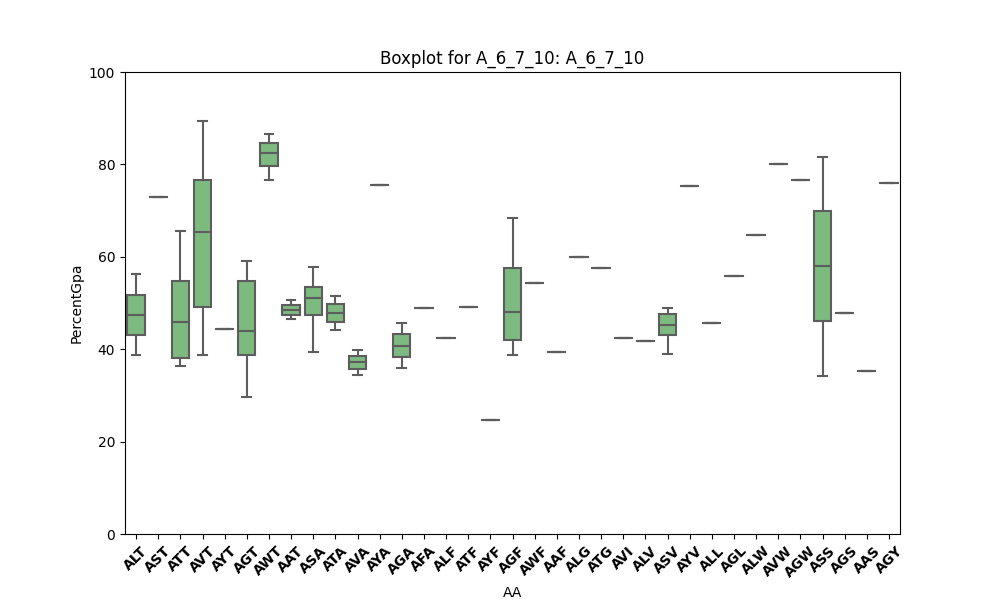 Boxplot for A_6_7_10: A_6_7_10
100
80
60
40
20
0
PercentGpa
ALT AST ATT AVT AYT AGT AWT AAT ASA ATA AVA AYA AGA AFA ALF ATF AYF AGF AWF AAF ALG ATG AVI ALV ASV AYV ALL AGL ALW AVW AGW ASS AGS AAS AGY
AA